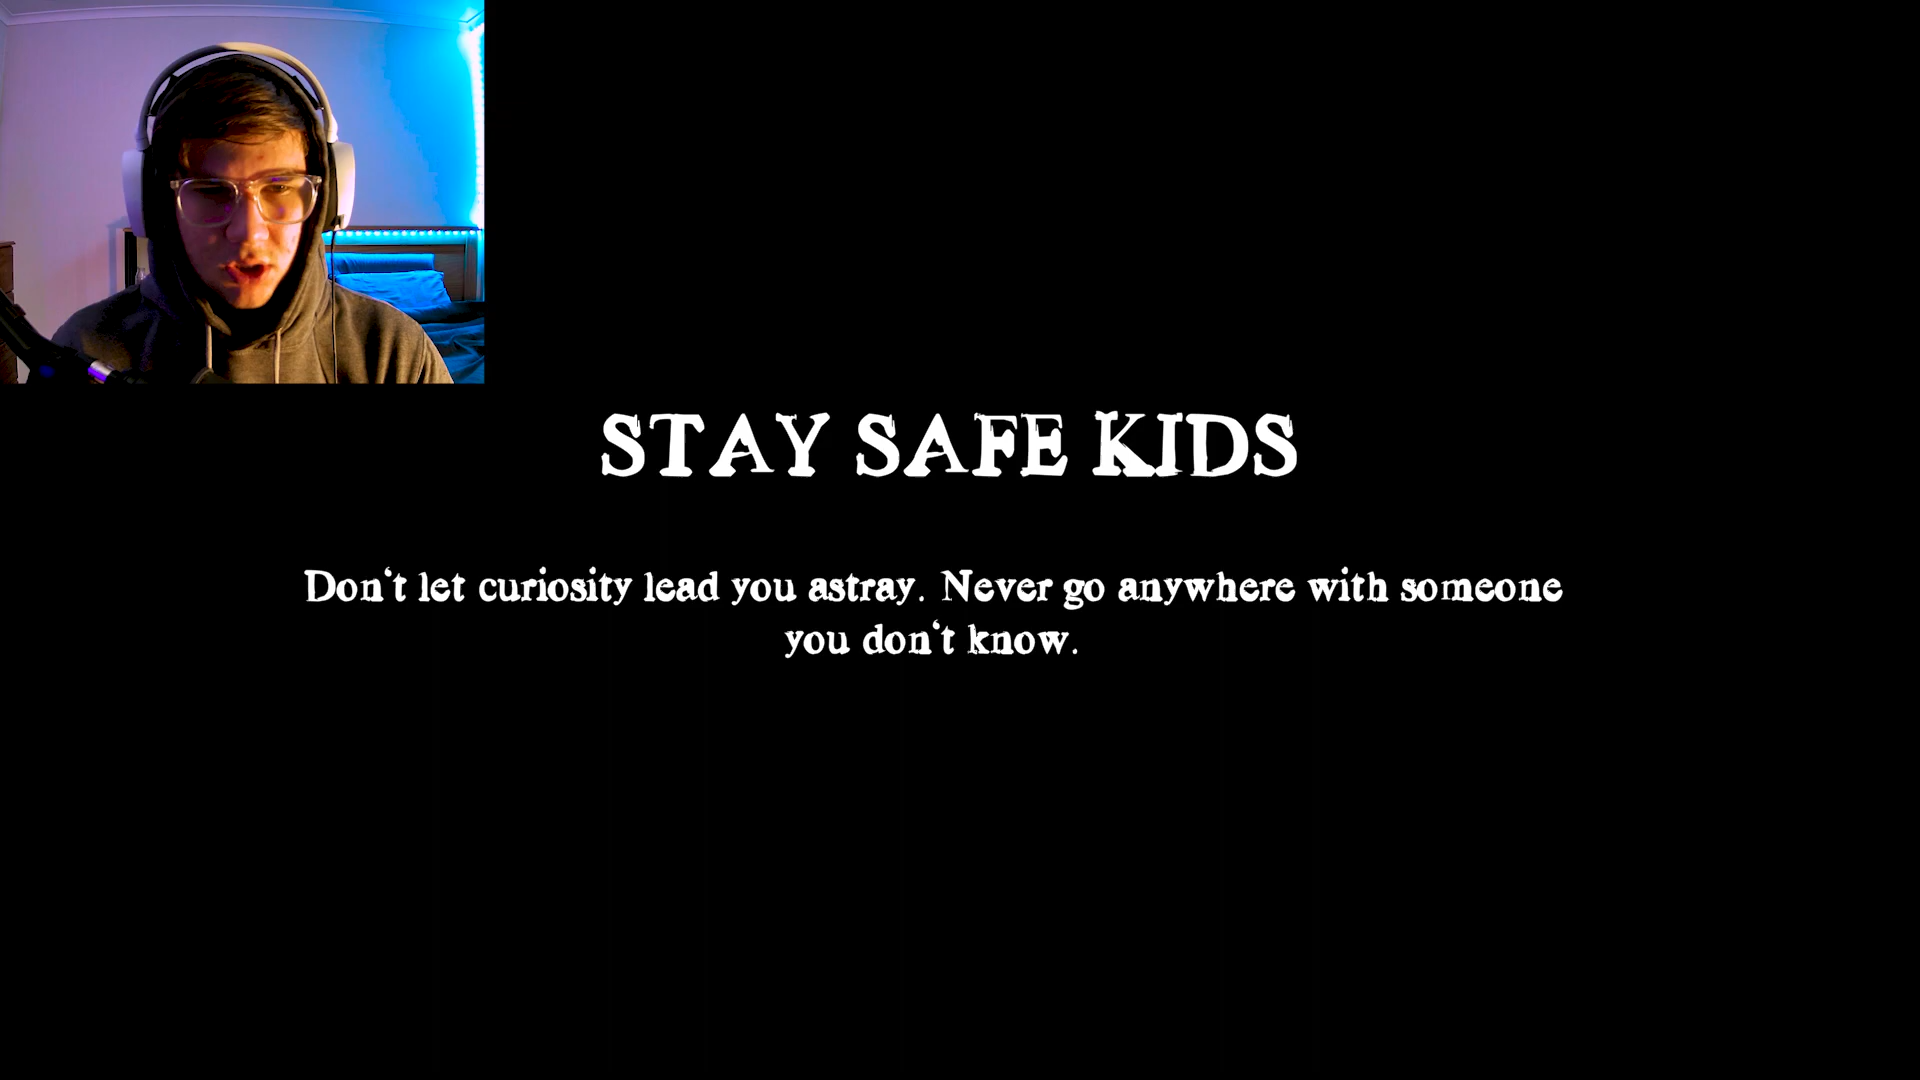 STAY SAFE KIDS
Don't let curiosity lead you astray. Never go anywhere with someone
you don't know.